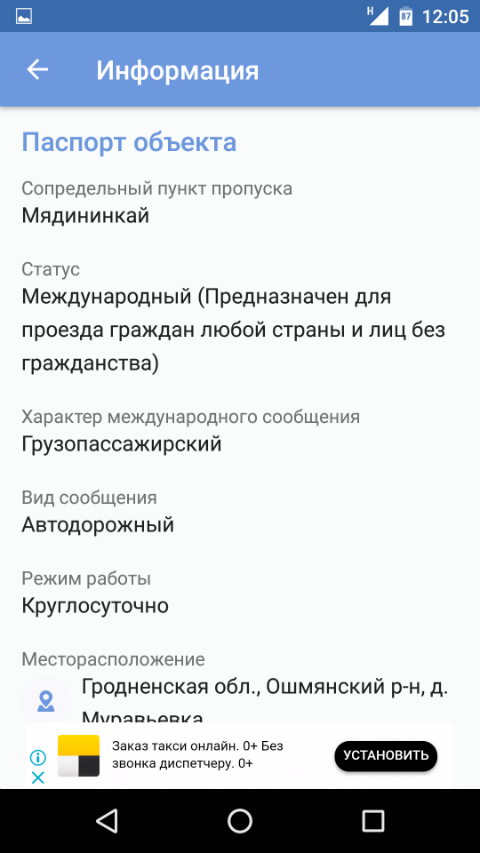 H
87
12:05
Информация
Паспорт объекта
Сопредельный пункт пропуска
Мядининкай
Статус
Международный (Предназначен для
проезда граждан любой страны и лиц без
гражданства)
Характер международного сообщения
Грузопассажирский
Вид сообщения
Автодорожный
Режим работы
Круглосуточно
Месторасположение
Гродненская обл., Ошмянский р-н, д.
Муравьевка
Заказ такси онлайн. 0+ Без
звонка диспетчеру. 0+
УСТАНОВИТЬ